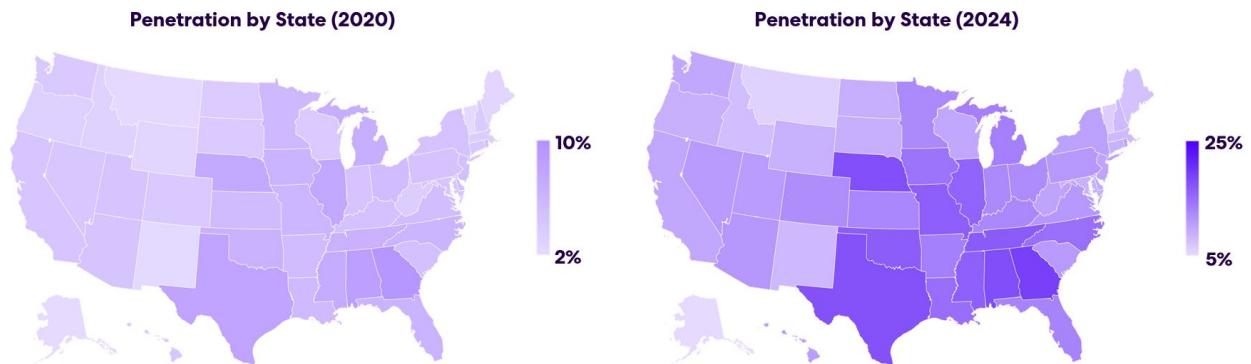 Penetration by State (2020)
10%
2%
Penetration by State (2024)
25%
5%